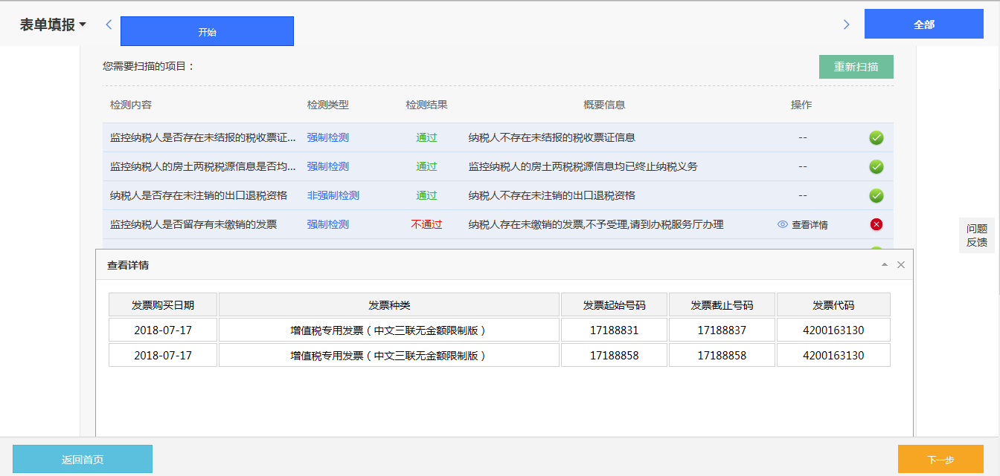 表单填报
开始
全部
您需要扫描的项目：
重新扫描
检测内容 检测类型 检测结果 概要信息 操作
监控纳税人是否存在未结报的税收票证... 强制检测 通过 纳税人不存在未结报的税收票证信息 --
监控纳税人的房土两税税源信息是否均... 强制检测 通过 监控纳税人的房土两税税源信息均已终止纳税义务 --
纳税人是否存在未注销的出口退税资格 非强制检测 通过 纳税人不存在未注销的出口退税资格 --
监控纳税人是否留存有未缴销的发票 强制检测 不通过 纳税人存在未缴销的发票,不予受理,请到办税服务厅办理 查看详情
问题
反馈
查看详情
发票购买日期 发票种类 发票起始号码 发票截止号码 发票代码
2018-07-17 增值税专用发票（中文三联无金额限制版） 17188831 17188837 4200163130
2018-07-17 增值税专用发票（中文三联无金额限制版） 17188858 17188858 4200163130
返回首页
下一步